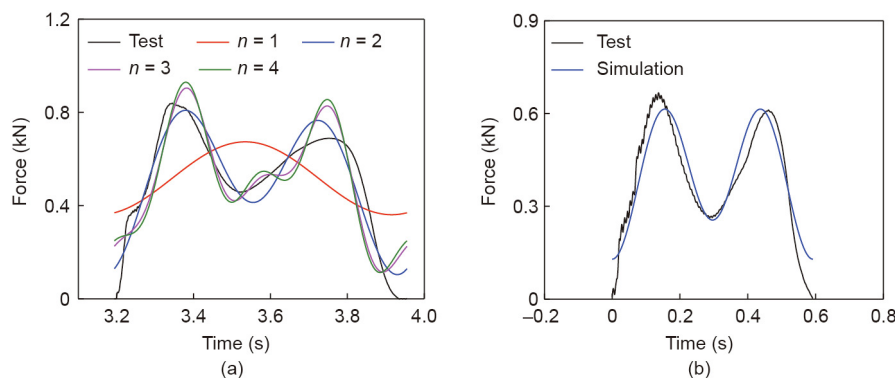 1.2
0.8
0.4
0
Force (kN)
Test
n = 1
n = 2
n = 3
n = 4
3.2
3.4
3.6
3.8
4.0
Time (s)
(a)
0.9
0.6
0.3
0
Force (kN)
Test
Simulation
–0.2
0
0.2
0.4
0.6
0.8
Time (s)
(b)